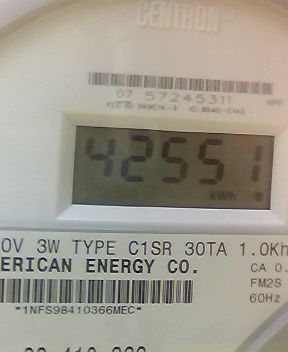 CENTRON
07 57245311
42551
kWh
0V 3W TYPE C1SR 30TA 1.0Kh
ERICAN ENERGY CO.
CA 0.
FM2S
60Hz
*1NFS98410366MEC*